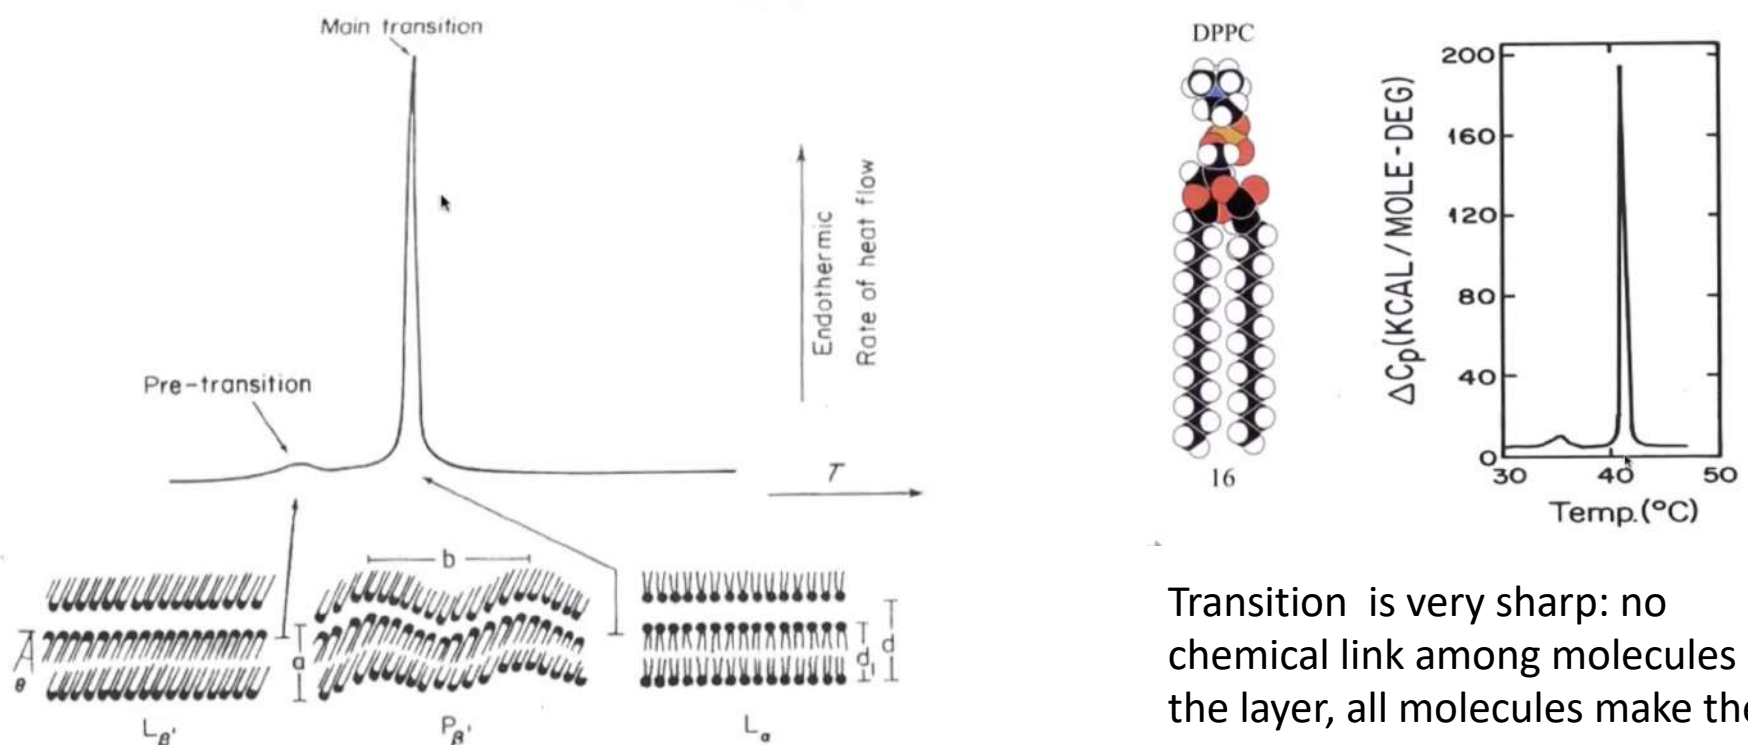 Main transition
Pre-transition
Endothermic
Rate of heat flow
T
b
a
θ
d₁
d
Lβ'
Pβ'
Lα
DPPC
16
ΔCp(KCAL/MOLE-DEG)
200
160
120
80
40
0
30 40 50
Temp.(°C)
Transition is very sharp: no
chemical link among molecules
the layer, all molecules make the